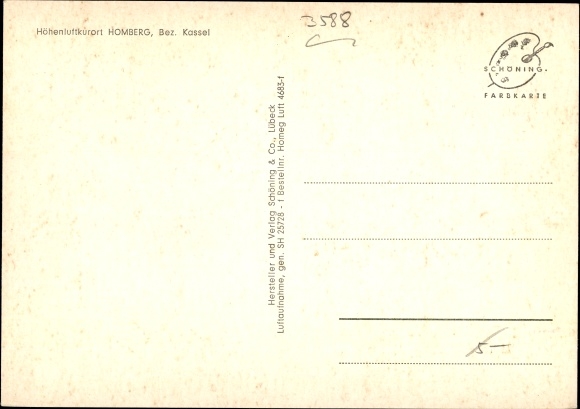 Höhenluftkurort HOMBERG, Bez. Kassel
3588
SCHÖNING.
FARBKARTE
Hersteller und Verlag Schöning & Co., Lübeck
Luftaufnahme, gen. SH 25728 - 1 Bestellnr. Homeg Luft 4683-f
5-